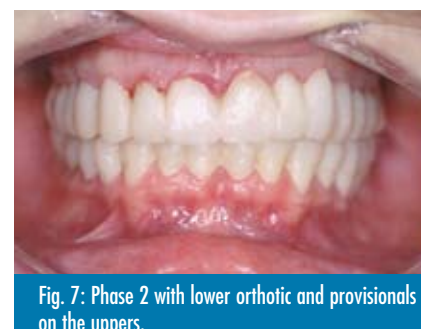 Fig. 7: Phase 2 with lower orthotic and provisionals
on the uppers.